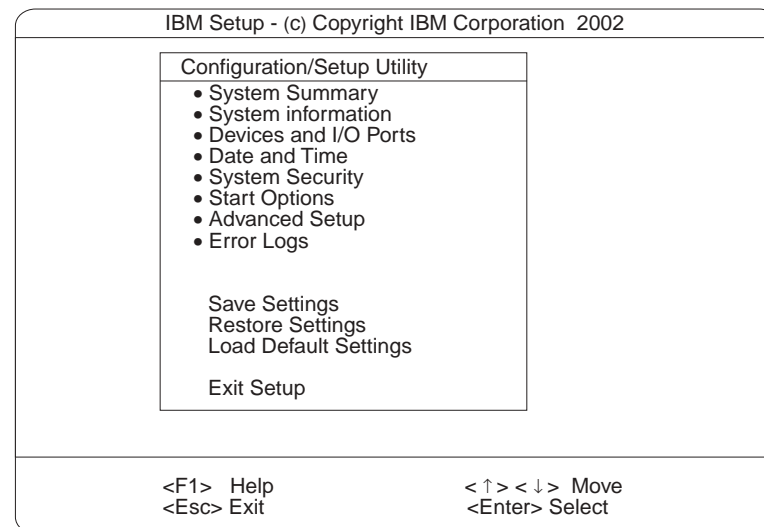 IBM Setup - (c) Copyright IBM Corporation 2002
Configuration/Setup Utility
• System Summary
• System information
• Devices and I/O Ports
• Date and Time
• System Security
• Start Options
• Advanced Setup
• Error Logs
Save Settings
Restore Settings
Load Default Settings
Exit Setup
<F1> Help <↑> <↓> Move
<Esc> Exit <Enter> Select